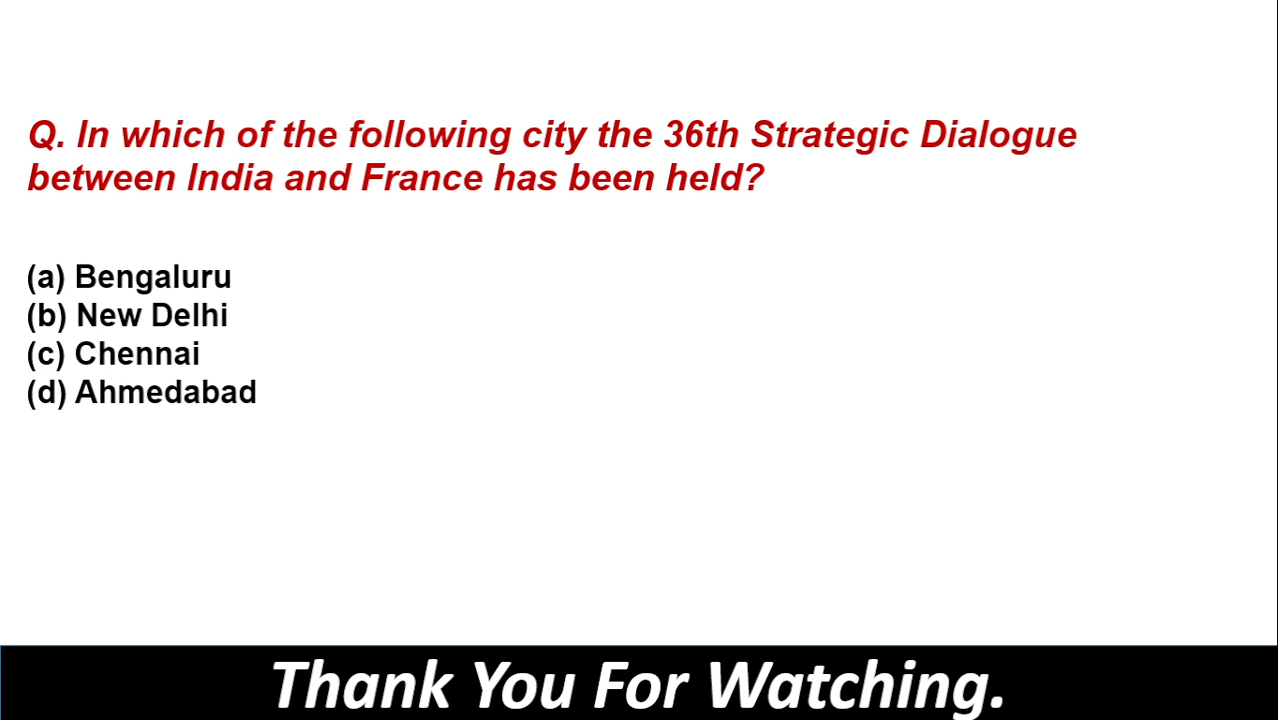 Q. In which of the following city the 36th Strategic Dialogue
between India and France has been held?
(a) Bengaluru
(b) New Delhi
(c) Chennai
(d) Ahmedabad
Thank You For Watching.